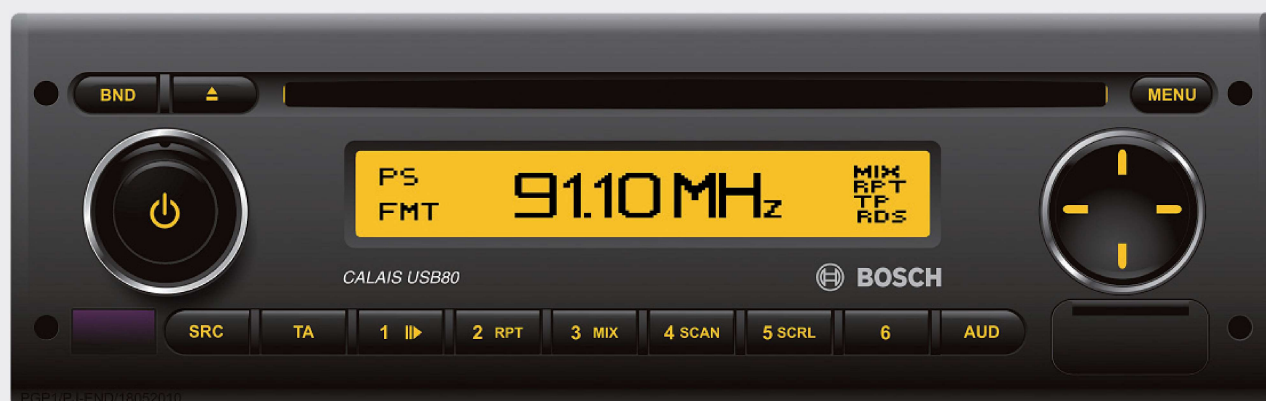 BND
MENU
PS
FMT
91.10 MHz
MIX
RPT
TP
RDS
CALAIS USB80
BOSCH
SRC
TA
1
2 RPT
3 MIX
4 SCAN
5 SCRL
6
AUD